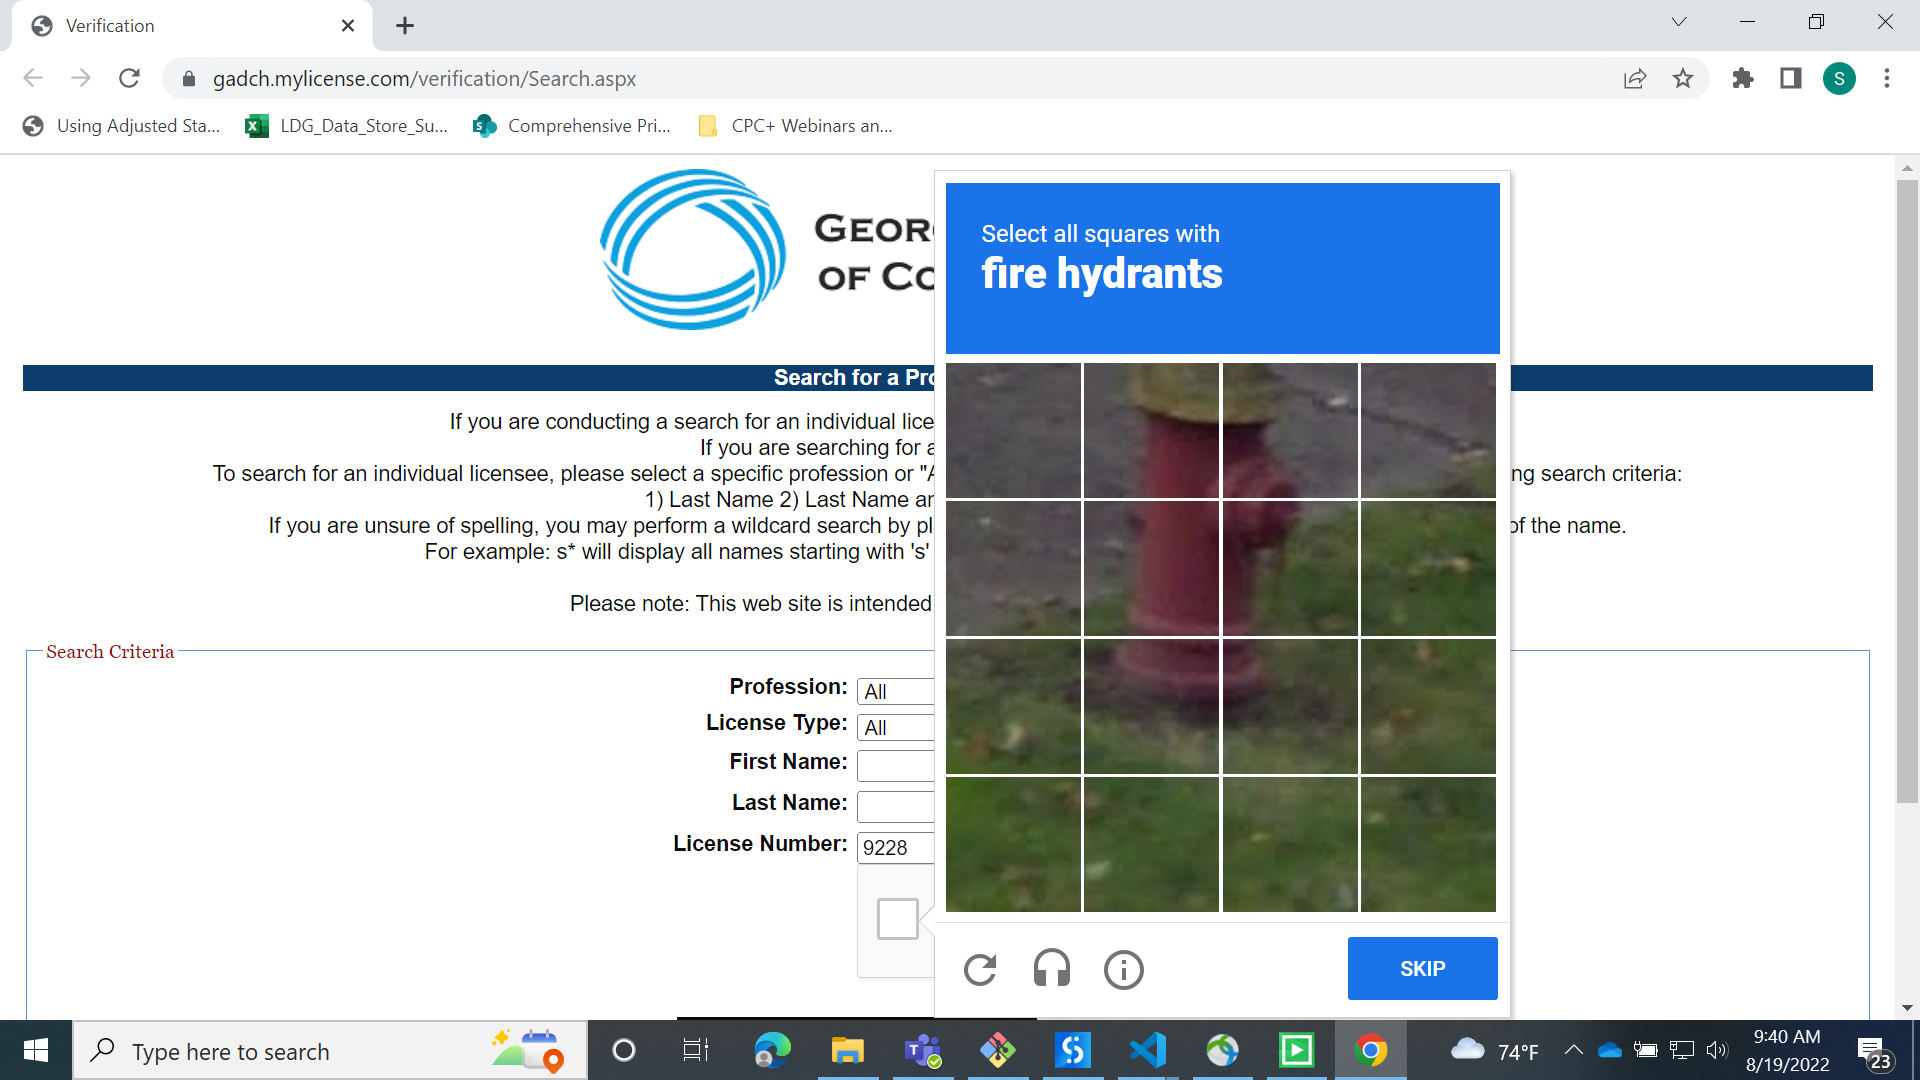 Verification
gadch.mylicense.com/verification/Search.aspx
S
Using Adjusted Sta...
LDG_Data_Store_Su...
Comprehensive Pri...
CPC+ Webinars an...
GEOR
OF CO
Select all squares with
fire hydrants
Search for a Pro
If you are conducting a search for an individual lice
If you are searching for a
To search for an individual licensee, please select a specific profession or "A
ng search criteria:
1) Last Name 2) Last Name an
If you are unsure of spelling, you may perform a wildcard search by pl
of the name.
For example: s* will display all names starting with 's'
Please note: This web site is intended
Search Criteria
Profession:
All
License Type:
All
First Name:
Last Name:
License Number:
9228
SKIP
Type here to search
74°F
9:40 AM
8/19/2022
23